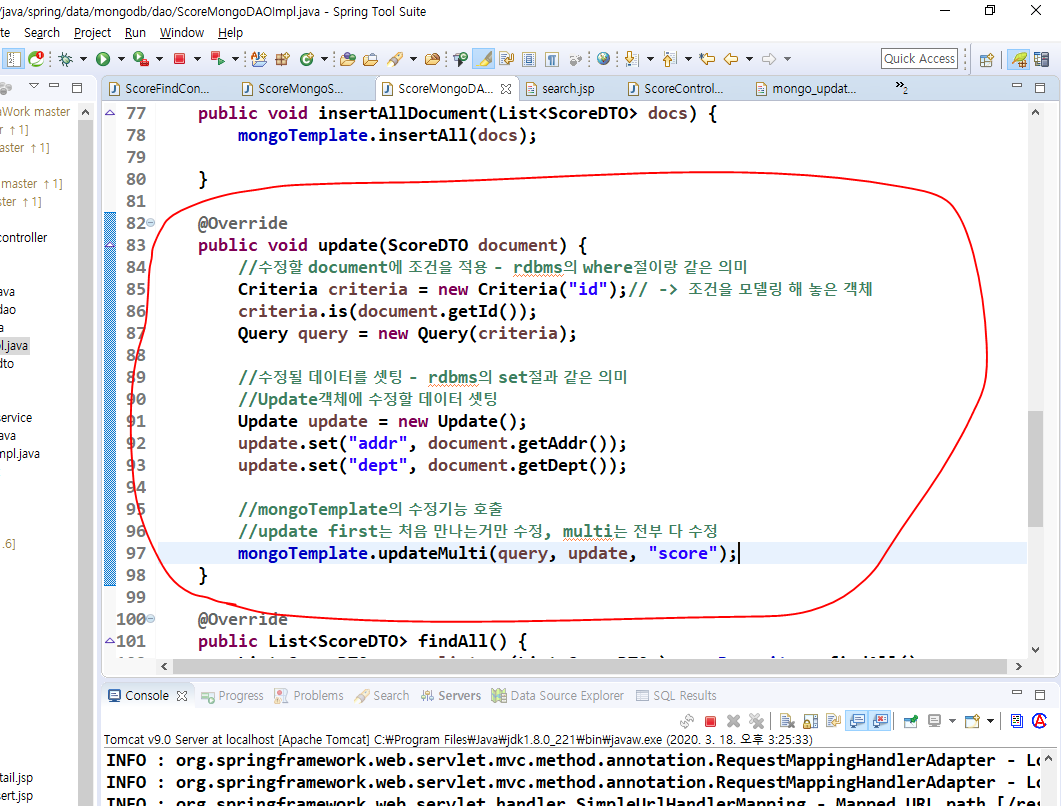 /java/spring/data/mongodb/dao/ScoreMongoDAOImpl.java - Spring Tool Suite
te Search Project Run Window Help
Quick Access
ScoreFindCon... ScoreMongoS... ScoreMongoDA... search.jsp ScoreControl... mongo_updat... »2
aWork master
r ↑1]
aster ↑1]
master ↑1]
ster ↑1]
controller
ava
dao
a
pl.java
dto
service
ava
mpl.java
.6]
tail.jsp
sert.jsp
77 public void insertAllDocument(List<ScoreDTO> docs) {
78 mongoTemplate.insertAll(docs);
79
80 }
81
82 @Override
83 public void update(ScoreDTO document) {
84 //수정할 document에 조건을 적용 - rdbms의 where절이랑 같은 의미
85 Criteria criteria = new Criteria("id");// -> 조건을 모델링 해 놓은 객체
86 criteria.is(document.getId());
87 Query query = new Query(criteria);
88
89 //수정될 데이터를 셋팅 - rdbms의 set절과 같은 의미
90 //Update객체에 수정할 데이터 셋팅
91 Update update = new Update();
92 update.set("addr", document.getAddr());
93 update.set("dept", document.getDept());
94
95 //mongoTemplate의 수정기능 호출
96 //update first는 처음 만나는거만 수정, multi는 전부 다 수정
97 mongoTemplate.updateMulti(query, update, "score");
98 }
99
100 @Override
101 public List<ScoreDTO> findAll() {
Console Progress Problems Search Servers Data Source Explorer SQL Results
Tomcat v9.0 Server at localhost [Apache Tomcat] C:₩Program Files₩Java₩jdk1.8.0_221₩bin₩javaw.exe (2020. 3. 18. 오후 3:25:33)
INFO : org.springframework.web.servlet.mvc.method.annotation.RequestMappingHandlerAdapter - Lo
INFO : org.springframework.web.servlet.mvc.method.annotation.RequestMappingHandlerAdapter - Lo
INFO : org.springframework.web.servlet.handler.SimpleUrlHandlerMapping - Mapped URL path [/res